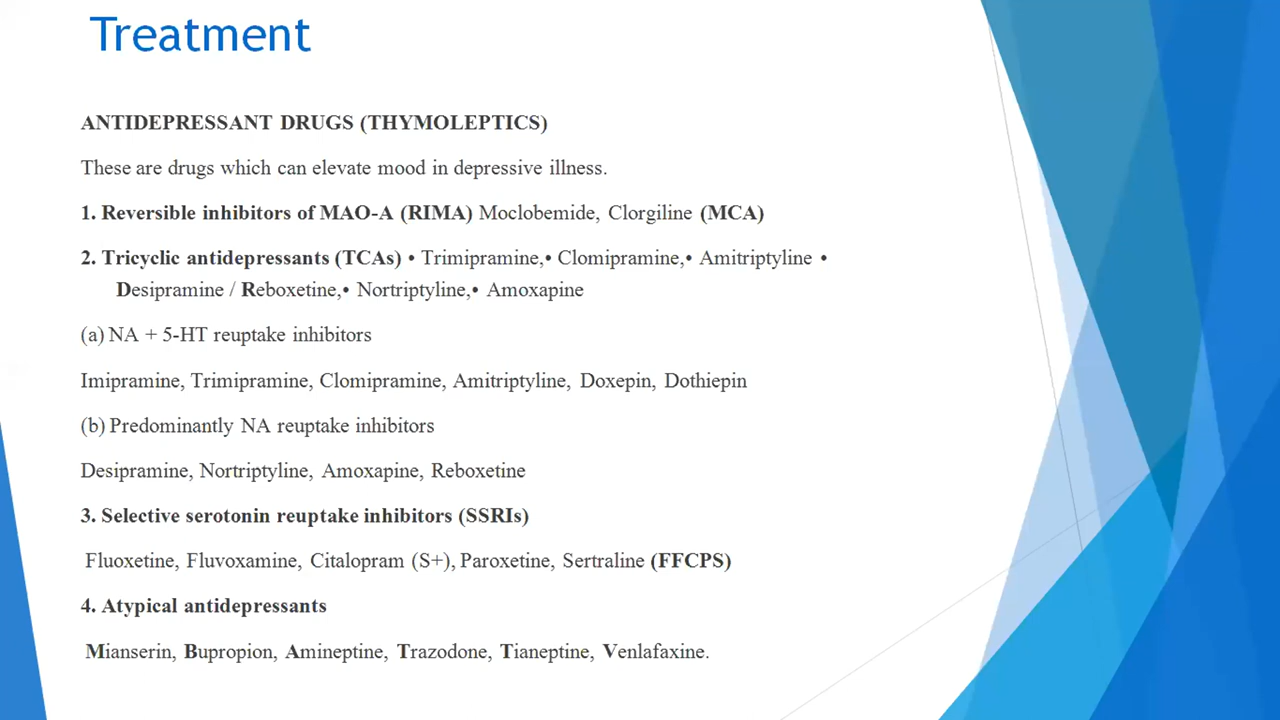 Treatment
ANTIDEPRESSANT DRUGS (THYMOLEPTICS)
These are drugs which can elevate mood in depressive illness.
1. Reversible inhibitors of MAO-A (RIMA) Moclobemide, Clorgiline (MCA)
2. Tricyclic antidepressants (TCAs) • Trimipramine,• Clomipramine,• Amitriptyline •
Desipramine / Reboxetine,• Nortriptyline,• Amoxapine
(a) NA + 5-HT reuptake inhibitors
Imipramine, Trimipramine, Clomipramine, Amitriptyline, Doxepin, Dothiepin
(b) Predominantly NA reuptake inhibitors
Desipramine, Nortriptyline, Amoxapine, Reboxetine
3. Selective serotonin reuptake inhibitors (SSRIs)
Fluoxetine, Fluvoxamine, Citalopram (S+), Paroxetine, Sertraline (FFCPS)
4. Atypical antidepressants
Mianserin, Bupropion, Amineptine, Trazodone, Tianeptine, Venlafaxine.